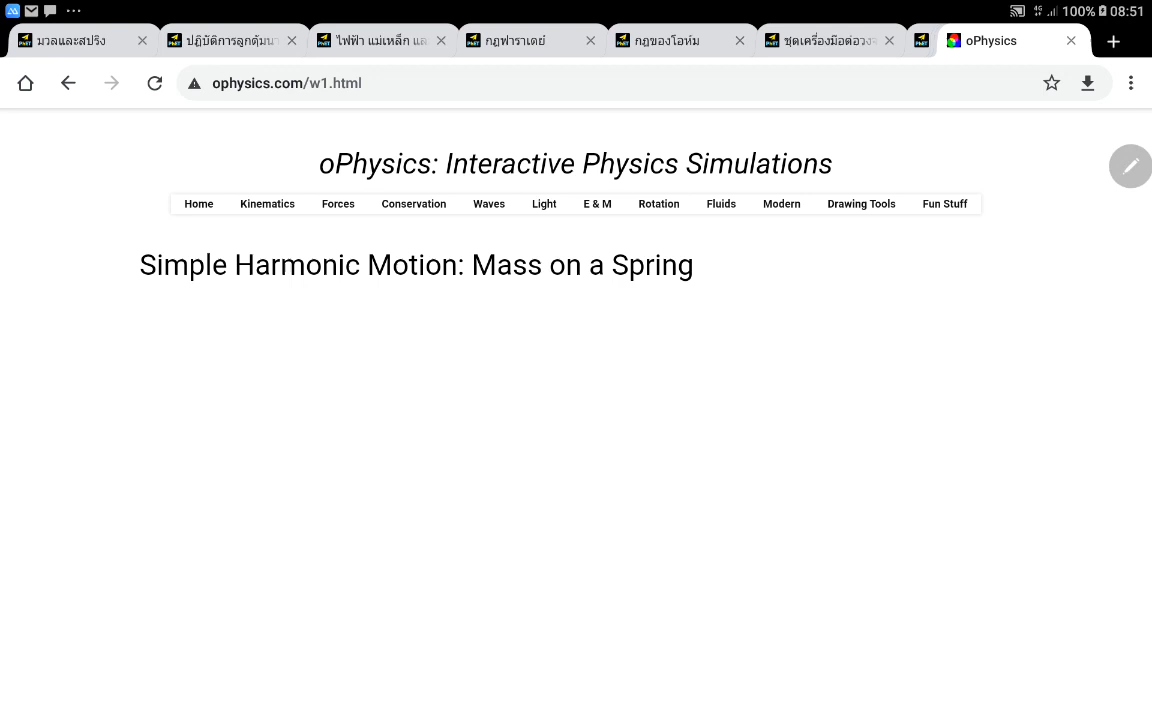 100% 08:51
มวลและสปริง
ปฏิบัติการลูกตุ้มนา
ไฟฟ้า แม่เหล็ก และ
กฎฟาราเดย์
กฎของโอห์ม
ชุดเครื่องมือต่อวงจ
oPhysics
ophysics.com/w1.html
oPhysics: Interactive Physics Simulations
Home Kinematics Forces Conservation Waves Light E & M Rotation Fluids Modern Drawing Tools Fun Stuff
Simple Harmonic Motion: Mass on a Spring